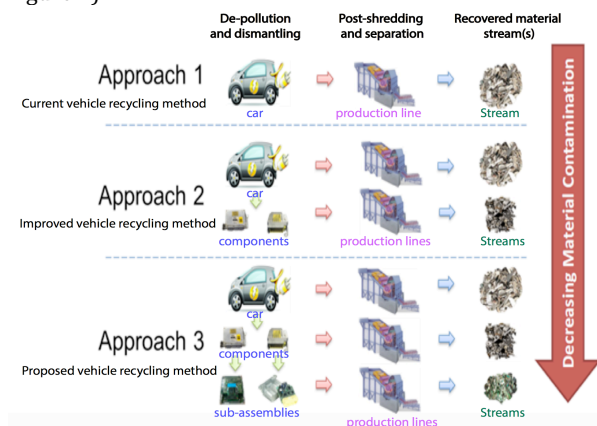 De-pollution and dismantling
Post-shredding and separation
Recovered material stream(s)
Approach 1
Current vehicle recycling method
car
production line
Stream
Approach 2
Improved vehicle recycling method
car
components
production lines
Streams
Approach 3
Proposed vehicle recycling method
car
components
sub-assemblies
production lines
Streams
Decreasing Material Contamination